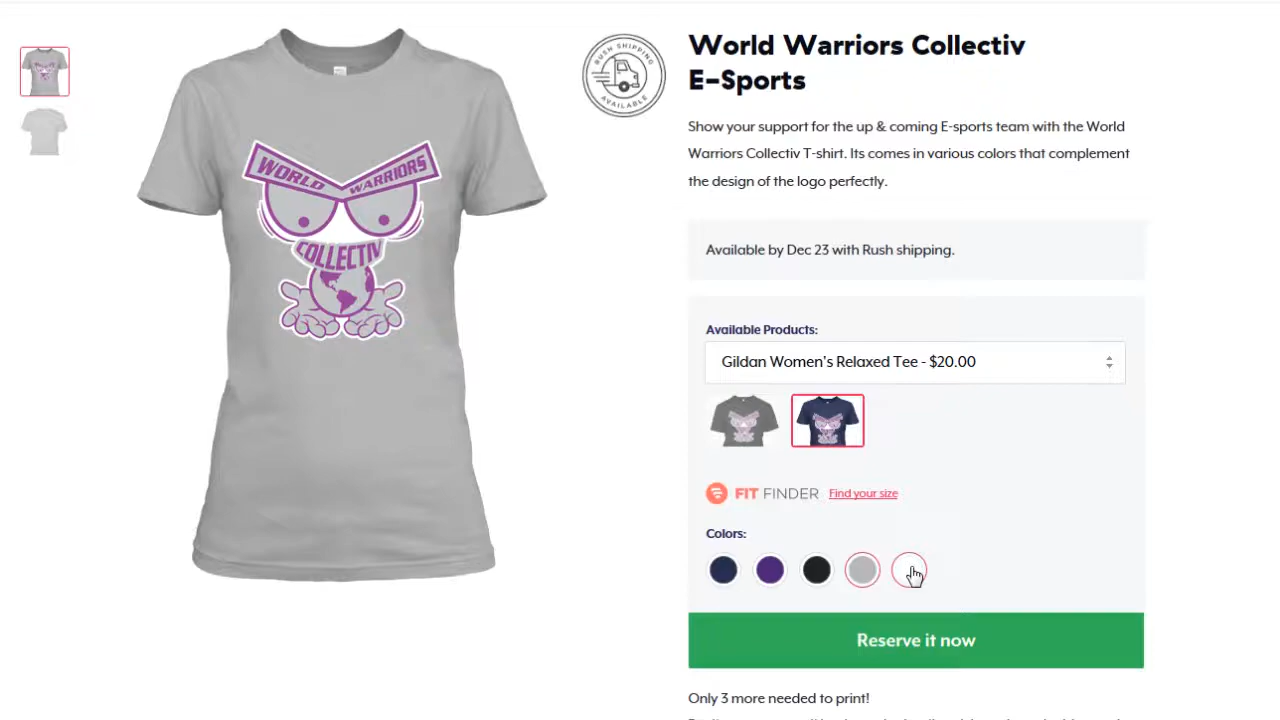 WORLD WARRIORS
COLLECTIV
RUSH SHIPPING
AVAILABLE
World Warriors Collectiv
E-Sports
Show your support for the up & coming E-sports team with the World
Warriors Collectiv T-shirt. Its comes in various colors that complement
the design of the logo perfectly.
Available by Dec 23 with Rush shipping.
Available Products:
Gildan Women's Relaxed Tee - $20.00
FIT FINDER Find your size
Colors:
Reserve it now
Only 3 more needed to print!